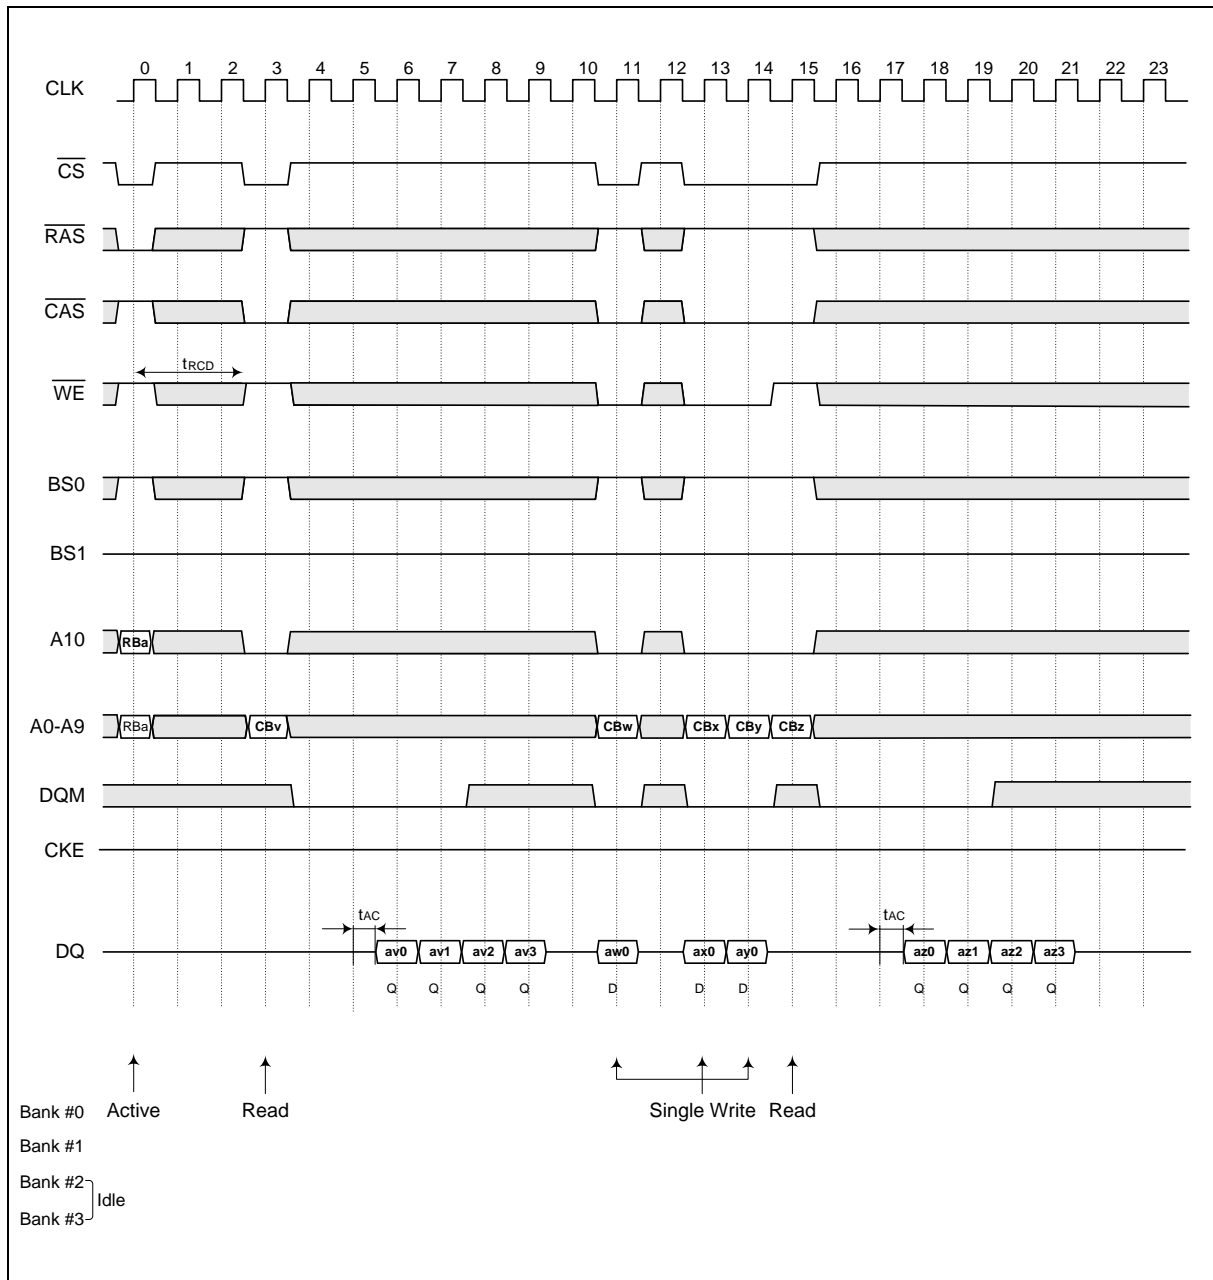 0 1 2 3 4 5 6 7 8 9 10 11 12 13 14 15 16 17 18 19 20 21 22 23
CLK
CS
RAS
CAS
tRCD
WE
BS0
BS1
A10 RBa
A0-A9 RBa CBv CBw CBx CBy CBz
DQM
CKE
tAC tAC
DQ av0 av1 av2 av3 aw0 ax0 ay0 az0 az1 az2 az3
Q Q Q Q D D D Q Q Q Q
Bank #0 Active Read Single Write Read
Bank #1
Bank #2
Idle
Bank #3